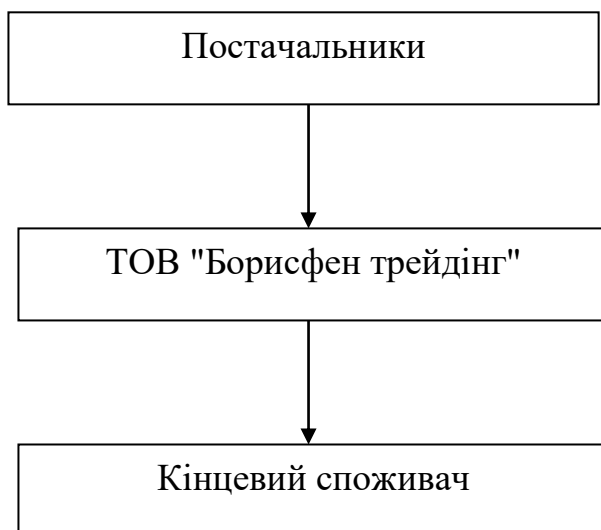 Постачальники
ТОВ "Борисфен трейдінг"
Кінцевий споживач